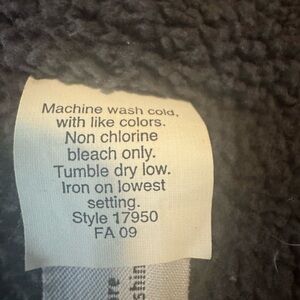 Machine wash cold,
with like colors.
Non chlorine
bleach only.
Tumble dry low.
Iron on lowest
setting.
Style 17950
FA 09